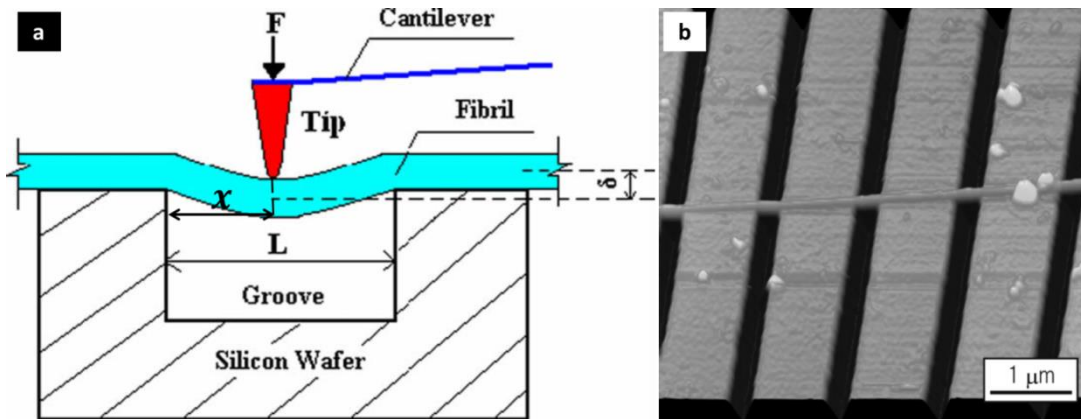 a
F
Cantilever
Tip
Fibril
δ
x
L
Groove
Silicon Wafer
b
1 μm